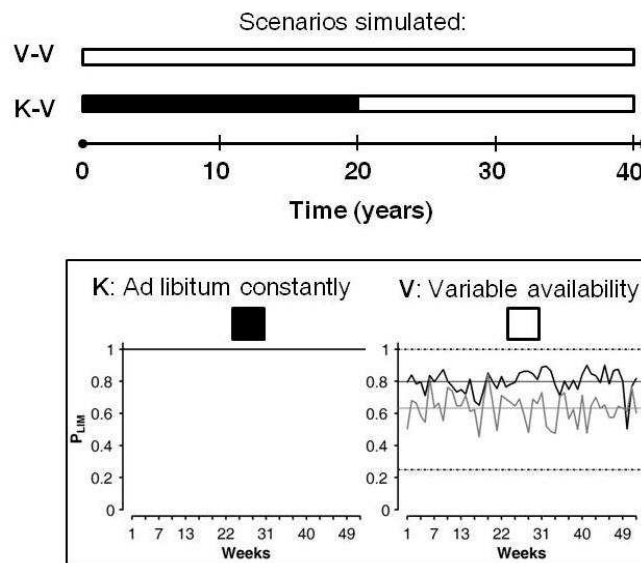 Scenarios simulated:
V-V
K-V
0 10 20 30 40
Time (years)
K: Ad libitum constantly
V: Variable availability
1
0.8
0.6
0.4
0.2
0
P_LIM
1 7 13 22 31 40 49
Weeks
1
0.8
0.6
0.4
0.2
0
1 7 13 22 31 40 49
Weeks